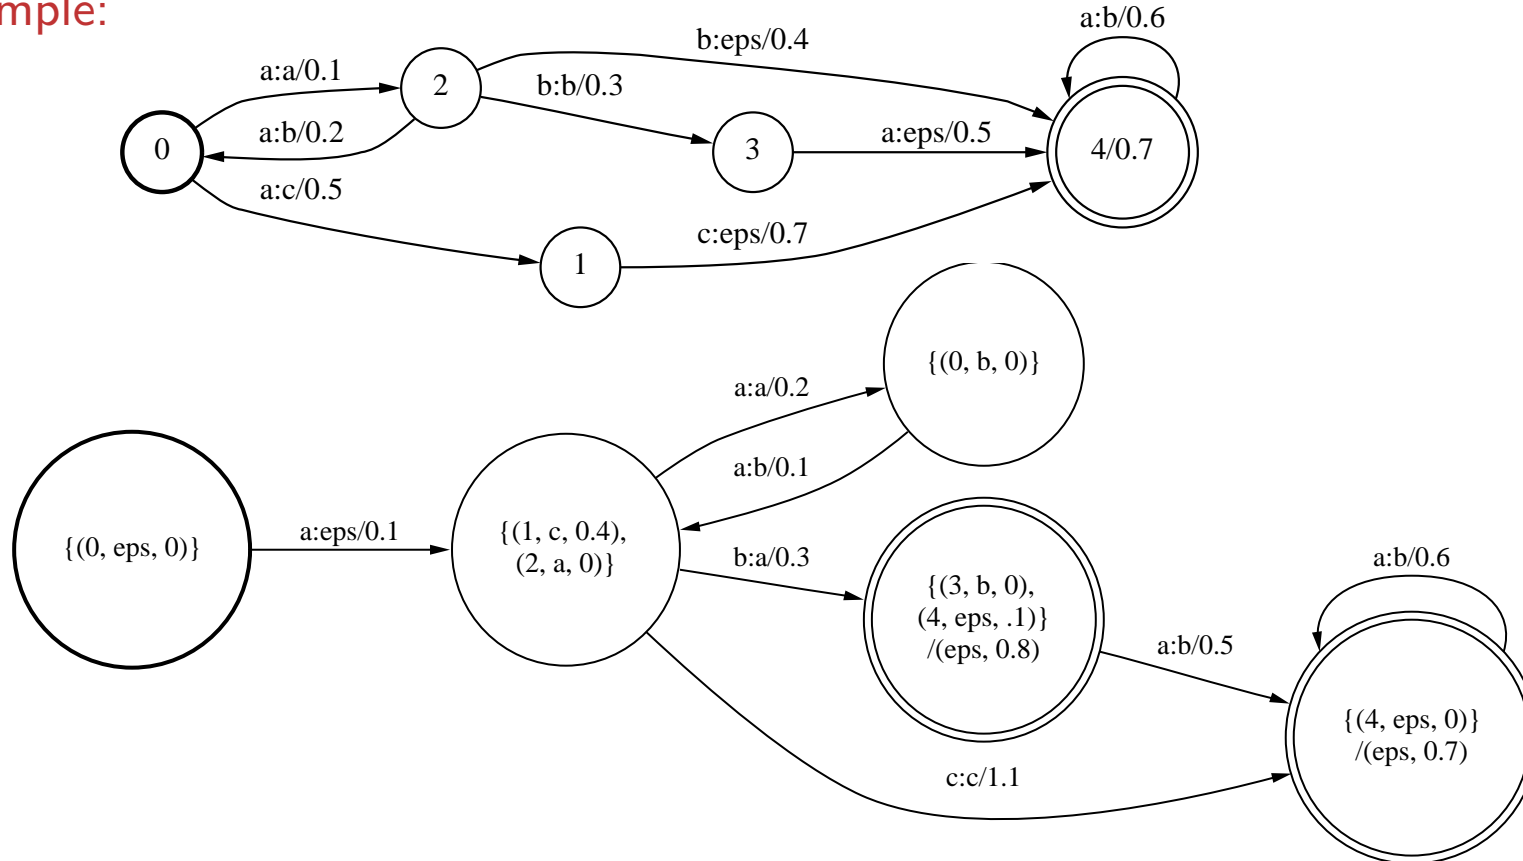 mple:
a:b/0.6
b:eps/0.4
a:a/0.1
2
b:b/0.3
a:b/0.2
a:eps/0.5
0
3
4/0.7
a:c/0.5
c:eps/0.7
1
{(0, b, 0)}
a:a/0.2
a:b/0.1
a:eps/0.1
{(0, eps, 0)}
{(1, c, 0.4),
(2, a, 0)}
b:a/0.3
a:b/0.6
{(3, b, 0),
(4, eps, .1)}
/(eps, 0.8)
a:b/0.5
{(4, eps, 0)}
/(eps, 0.7)
c:c/1.1